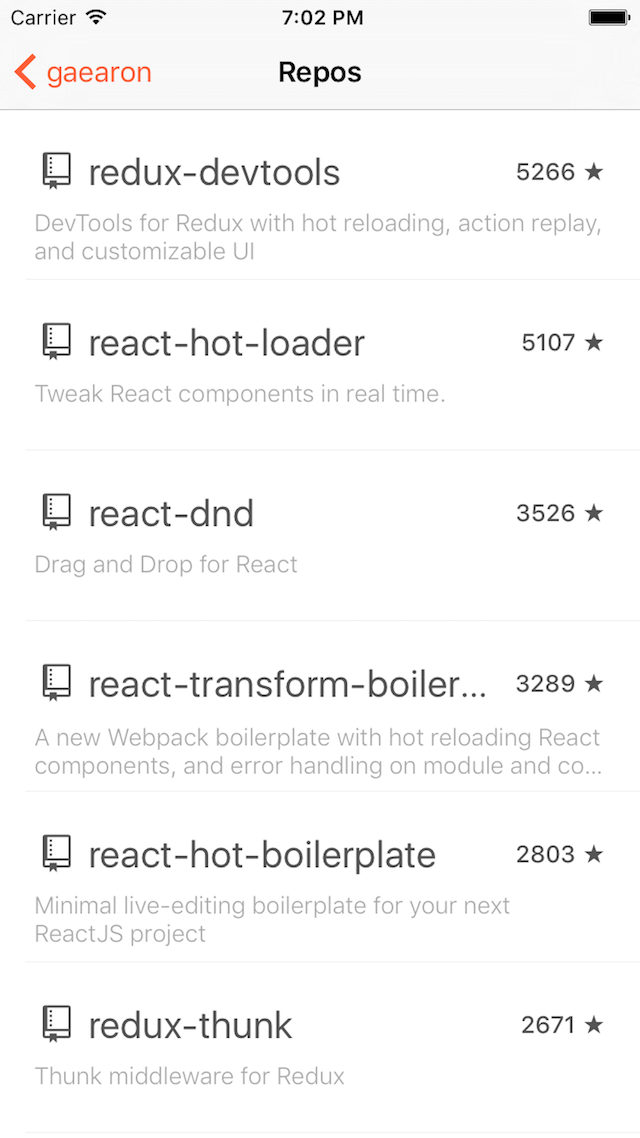 Carrier 7:02 PM
gaearon Repos
redux-devtools 5266 ★
DevTools for Redux with hot reloading, action replay,
and customizable UI
react-hot-loader 5107 ★
Tweak React components in real time.
react-dnd 3526 ★
Drag and Drop for React
react-transform-boiler... 3289 ★
A new Webpack boilerplate with hot reloading React
components, and error handling on module and co...
react-hot-boilerplate 2803 ★
Minimal live-editing boilerplate for your next
ReactJS project
redux-thunk 2671 ★
Thunk middleware for Redux